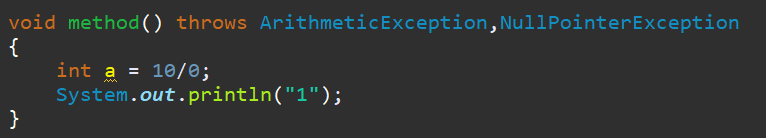 void method() throws ArithmeticException,NullPointerException
{
    int a = 10/0;
    System.out.println("1");
}